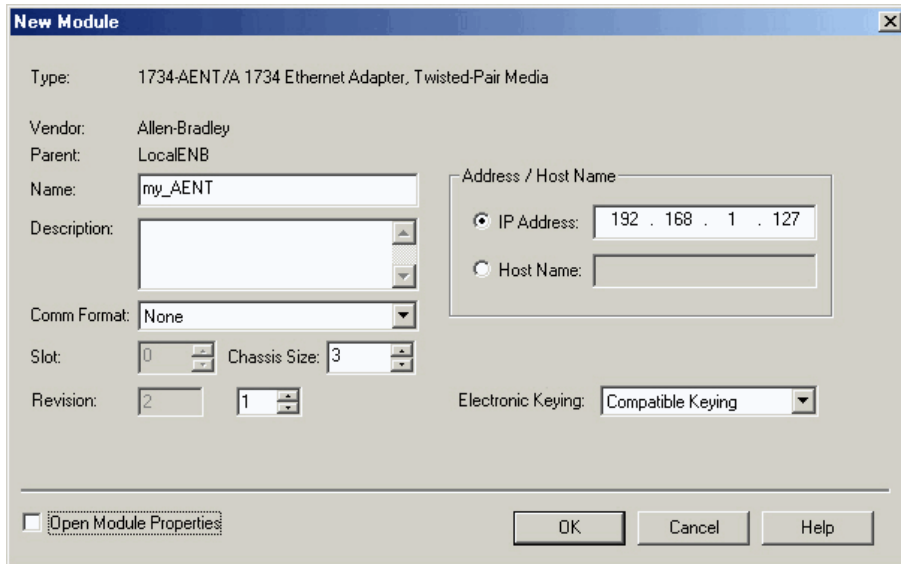 New Module
Type: 1734-AENT/A 1734 Ethernet Adapter, Twisted-Pair Media
Vendor: Allen-Bradley
Parent: LocalENB
Name: my_AENT
Description:
Comm Format: None
Slot: 0 Chassis Size: 3
Revision: 2 1
Address / Host Name
IP Address: 192 . 168 . 1 . 127
Host Name:
Electronic Keying: Compatible Keying
Open Module Properties
OK Cancel Help